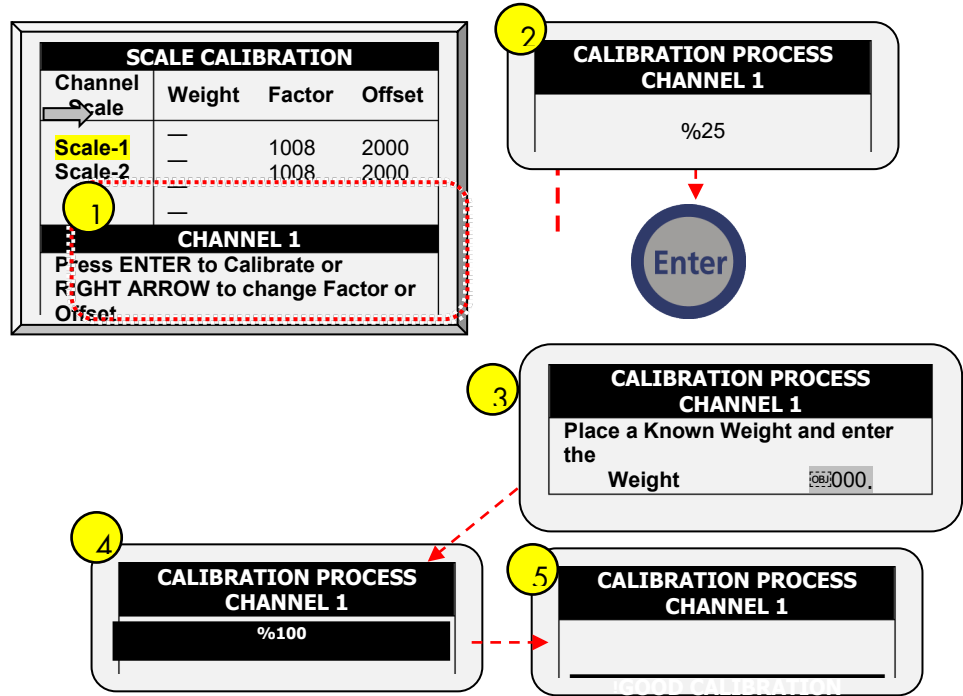 SCALE CALIBRATION
Channel Scale Weight Factor Offset
Scale-1 — 1008 2000
Scale-2 — 1008 2000
—
—
1
CHANNEL 1
Press ENTER to Calibrate or
RIGHT ARROW to change Factor or
Offset
2
CALIBRATION PROCESS
CHANNEL 1
%25
Enter
3
CALIBRATION PROCESS
CHANNEL 1
Place a Known Weight and enter
the
Weight OBJ000.
4
CALIBRATION PROCESS
CHANNEL 1
%100
5
CALIBRATION PROCESS
CHANNEL 1
!GOOD CALIBRATION